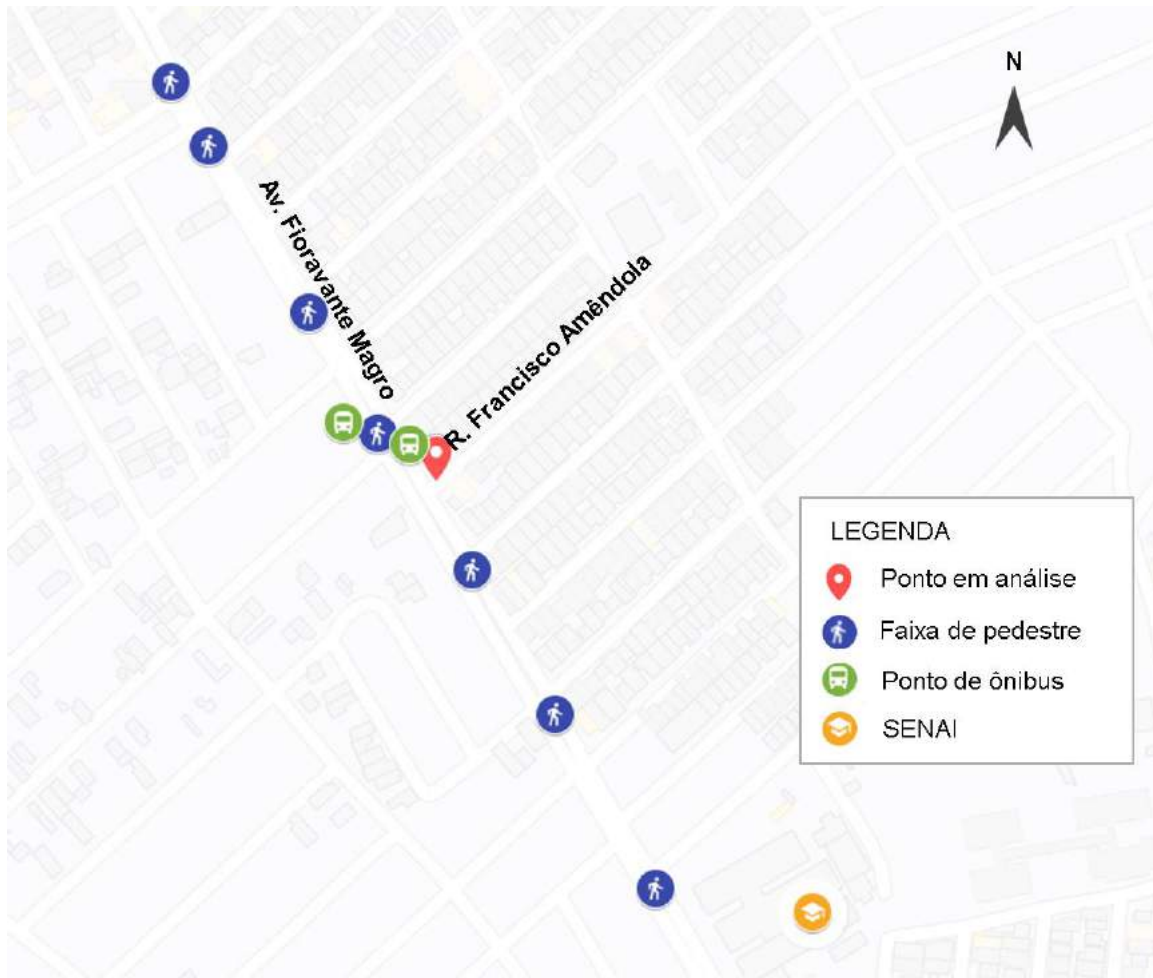 N
Av. Fioravante Magro
R. Francisco Amêndola
LEGENDA
Ponto em análise
Faixa de pedestre
Ponto de ônibus
SENAI